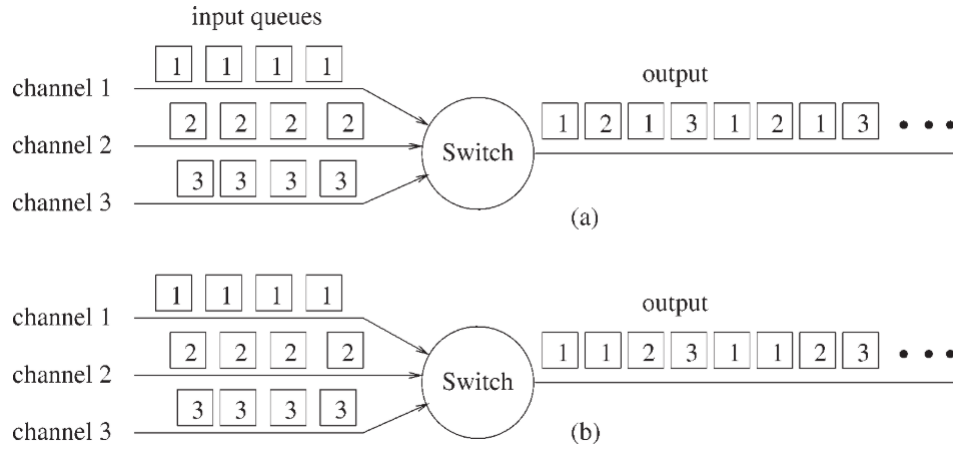 input queues
1 1 1 1
channel 1
output
2 2 2 2
1 2 1 3 1 2 1 3 • • •
channel 2
Switch
3 3 3 3
channel 3
(a)
1 1 1 1
channel 1
output
2 2 2 2
1 1 2 3 1 1 2 3 • • •
channel 2
Switch
3 3 3 3
channel 3
(b)